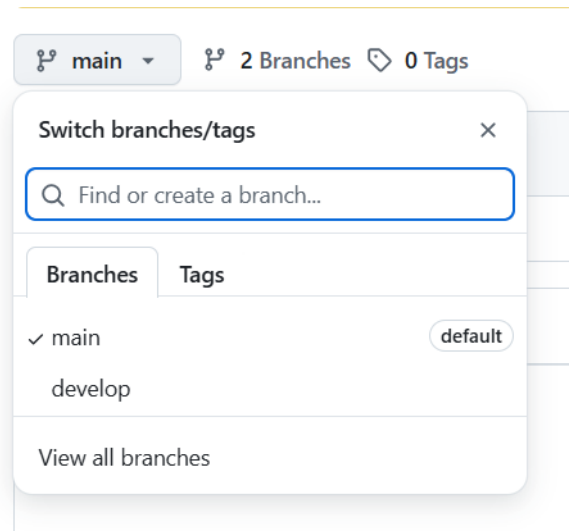 main 2 Branches 0 Tags
Switch branches/tags
Find or create a branch...
Branches Tags
main default
develop
View all branches